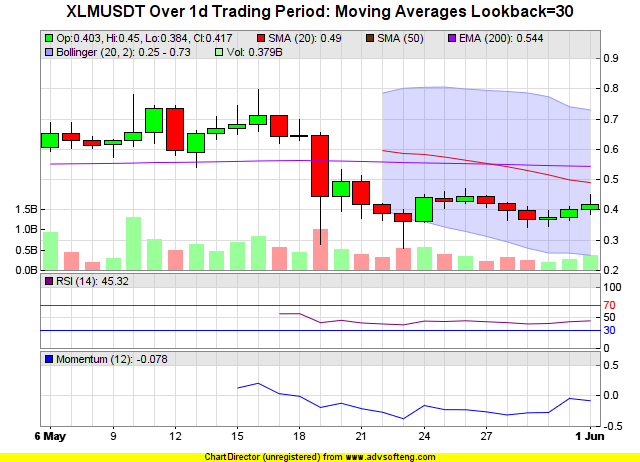 XLMUSDT Over 1d Trading Period: Moving Averages Lookback=30
Op:0.403, Hi:0.45, Lo:0.384, Cl:0.417 SMA (20): 0.49 SMA (50) EMA (200): 0.544
Bollinger (20, 2): 0.25 - 0.73 Vol: 0.379B
0.9
0.8
0.7
0.6
0.5
1.5B 0.4
1.0B
0.5B 0.3
0.0B 0.2
RSI (14): 45.32
100
70
50
30
0
Momentum (12): -0.078
0.5
0.0
-0.5
6 May 9 12 15 18 21 24 27 1 Jun
ChartDirector (unregistered) from www.advsofteng.com